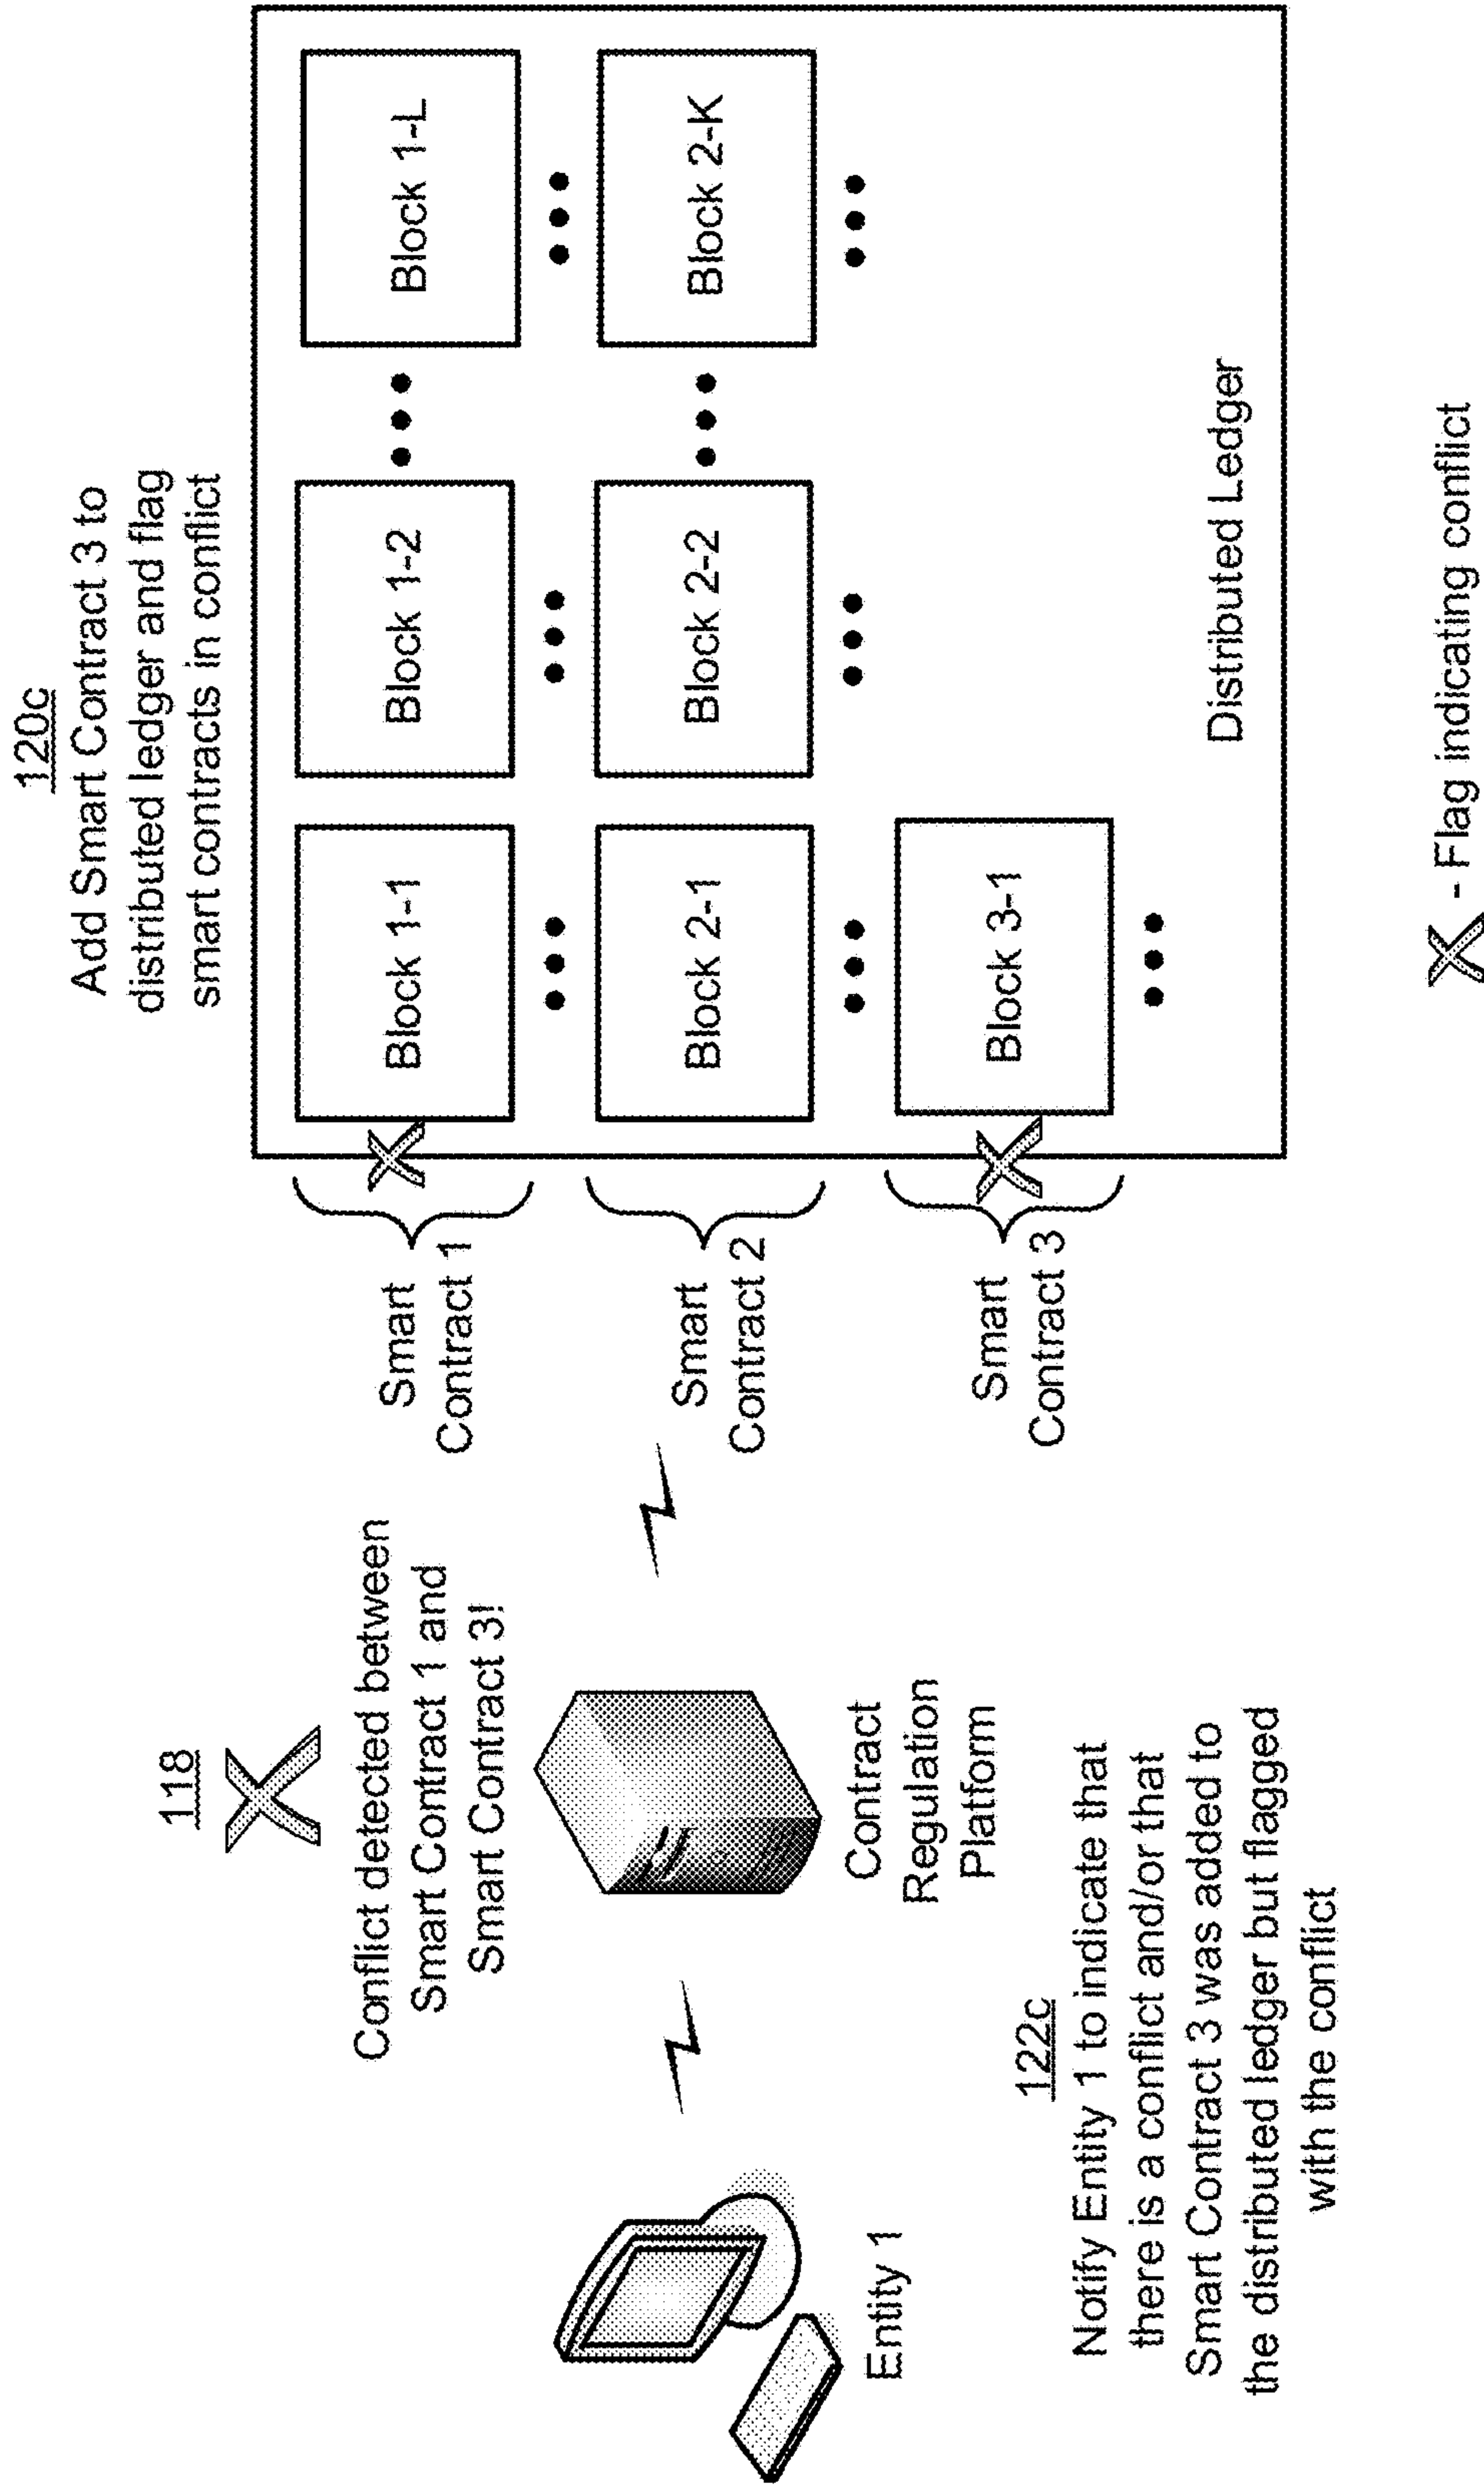 118
Conflict detected between
Smart Contract 1 and
Smart Contract 3!
Entity 1
Contract
Regulation
Platform
122c
Notify Entity 1 to indicate that
there is a conflict and/or that
Smart Contract 3 was added to
the distributed ledger but flagged
with the conflict
120c
Add Smart Contract 3 to
distributed ledger and flag
smart contracts in conflict
Smart
Contract 1
Block 1-1
Block 1-2
Block 1-L
Smart
Contract 2
Block 2-1
Block 2-2
Block 2-K
Smart
Contract 3
Block 3-1
Distributed Ledger
- Flag indicating conflict